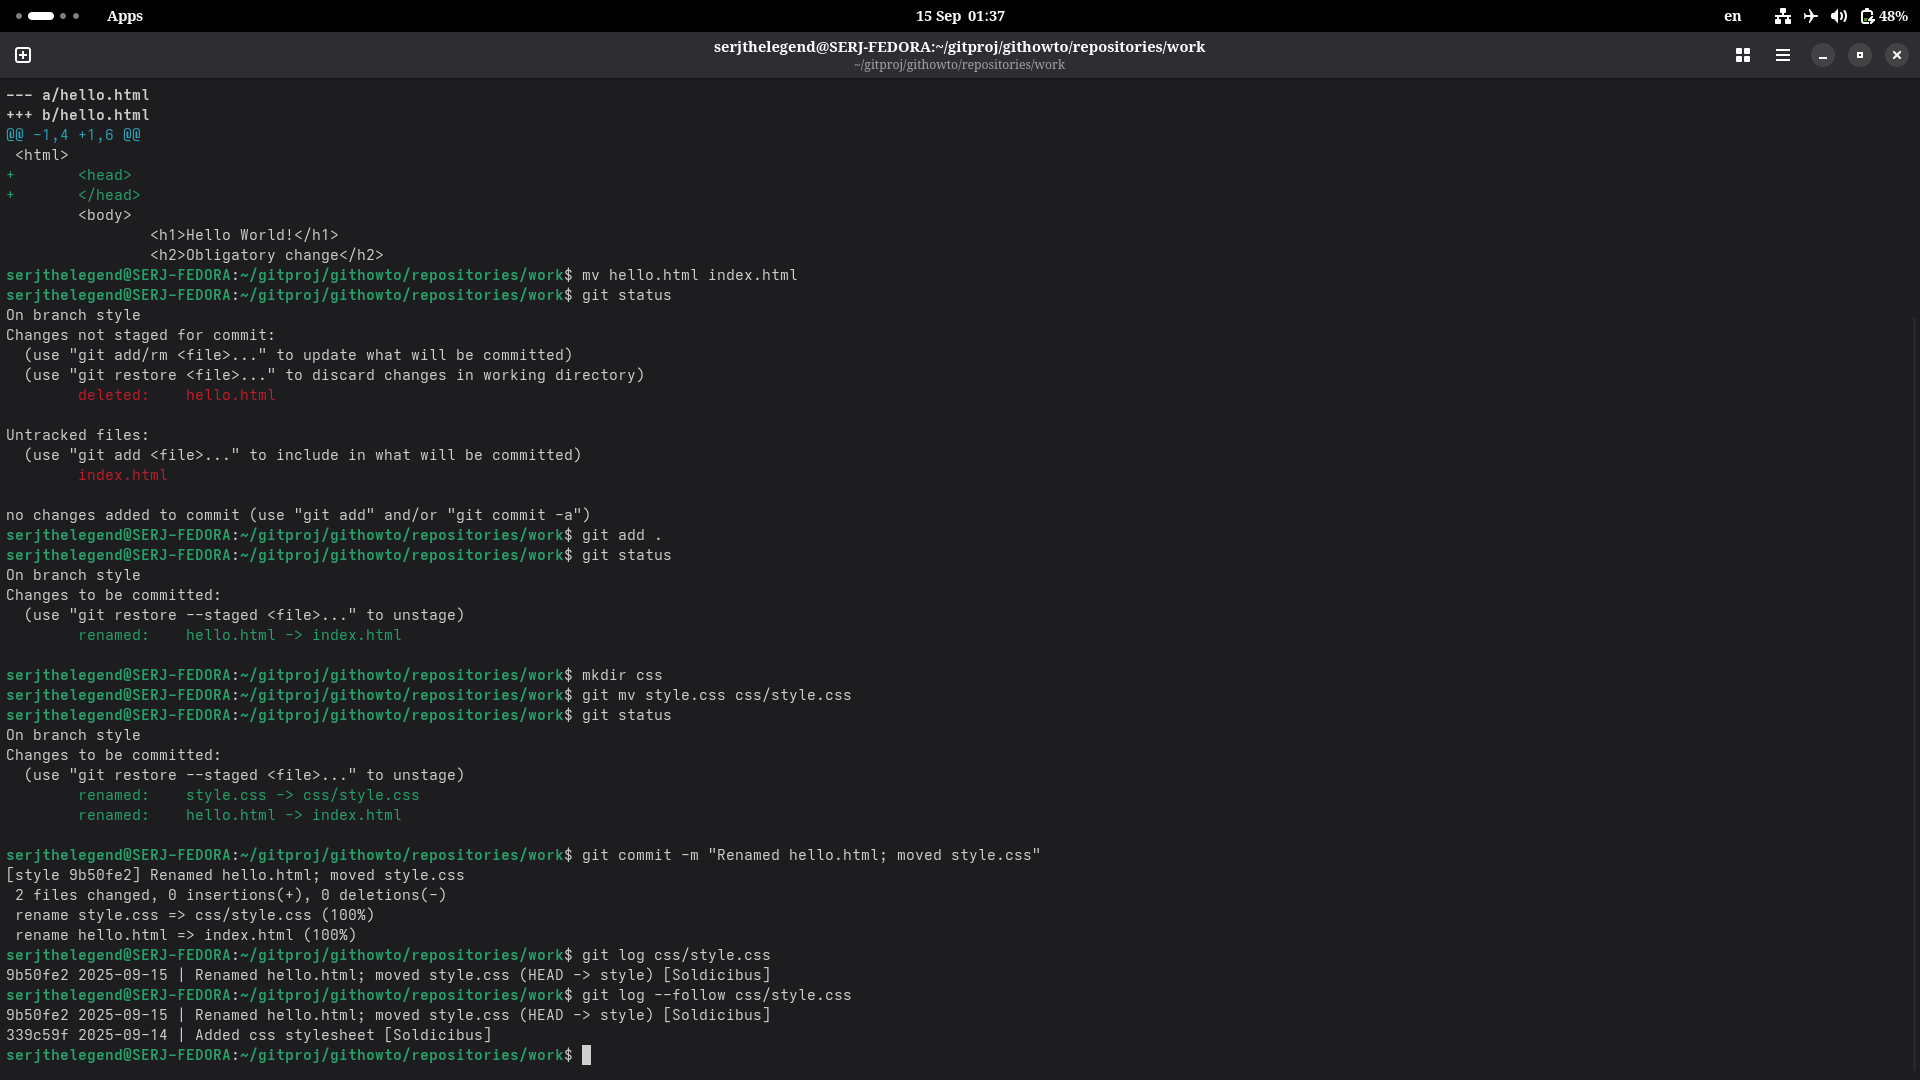 Apps
15 Sep 01:37
en
48%
serjthelegend@SERJ-FEDORA:~/gitproj/githowto/repositories/work
~/gitproj/githowto/repositories/work
--- a/hello.html
+++ b/hello.html
@@ -1,4 +1,6 @@
 <html>
+       <head>
+       </head>
        <body>
                <h1>Hello World!</h1>
                <h2>Obligatory change</h2>
serjthelegend@SERJ-FEDORA:~/gitproj/githowto/repositories/work$ mv hello.html index.html
serjthelegend@SERJ-FEDORA:~/gitproj/githowto/repositories/work$ git status
On branch style
Changes not staged for commit:
  (use "git add/rm <file>..." to update what will be committed)
  (use "git restore <file>..." to discard changes in working directory)
        deleted:    hello.html

Untracked files:
  (use "git add <file>..." to include in what will be committed)
        index.html

no changes added to commit (use "git add" and/or "git commit -a")
serjthelegend@SERJ-FEDORA:~/gitproj/githowto/repositories/work$ git add .
serjthelegend@SERJ-FEDORA:~/gitproj/githowto/repositories/work$ git status
On branch style
Changes to be committed:
  (use "git restore --staged <file>..." to unstage)
        renamed:    hello.html -> index.html

serjthelegend@SERJ-FEDORA:~/gitproj/githowto/repositories/work$ mkdir css
serjthelegend@SERJ-FEDORA:~/gitproj/githowto/repositories/work$ git mv style.css css/style.css
serjthelegend@SERJ-FEDORA:~/gitproj/githowto/repositories/work$ git status
On branch style
Changes to be committed:
  (use "git restore --staged <file>..." to unstage)
        renamed:    style.css -> css/style.css
        renamed:    hello.html -> index.html

serjthelegend@SERJ-FEDORA:~/gitproj/githowto/repositories/work$ git commit -m "Renamed hello.html; moved style.css"
[style 9b50fe2] Renamed hello.html; moved style.css
 2 files changed, 0 insertions(+), 0 deletions(-)
 rename style.css => css/style.css (100%)
 rename hello.html => index.html (100%)
serjthelegend@SERJ-FEDORA:~/gitproj/githowto/repositories/work$ git log css/style.css
9b50fe2 2025-09-15 | Renamed hello.html; moved style.css (HEAD -> style) [Soldicibus]
serjthelegend@SERJ-FEDORA:~/gitproj/githowto/repositories/work$ git log --follow css/style.css
9b50fe2 2025-09-15 | Renamed hello.html; moved style.css (HEAD -> style) [Soldicibus]
339c59f 2025-09-14 | Added css stylesheet [Soldicibus]
serjthelegend@SERJ-FEDORA:~/gitproj/githowto/repositories/work$